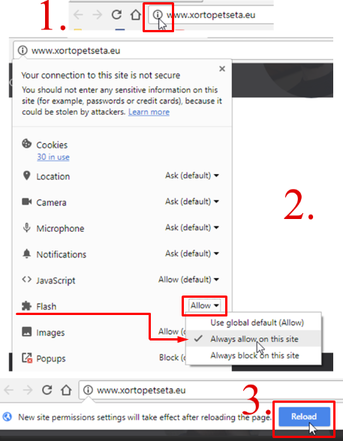 1.
www.xortopetseta.eu
www.xortopetseta.eu
Your connection to this site is not secure
You should not enter any sensitive information on
this site (for example, passwords or credit cards), because it
could be stolen by attackers. Learn more
Cookies
30 in use
Location Ask (default)
Camera Ask (default)
2.
Microphone Ask (default)
Notifications Ask (default)
JavaScript Allow (default)
Flash Allow
Use global default (Allow)
Images Allow (
Always allow on this site
Popups Block (
Always block on this site
3.
www.xortopetseta.eu
New site permissions settings will take effect after reloading the page. Reload